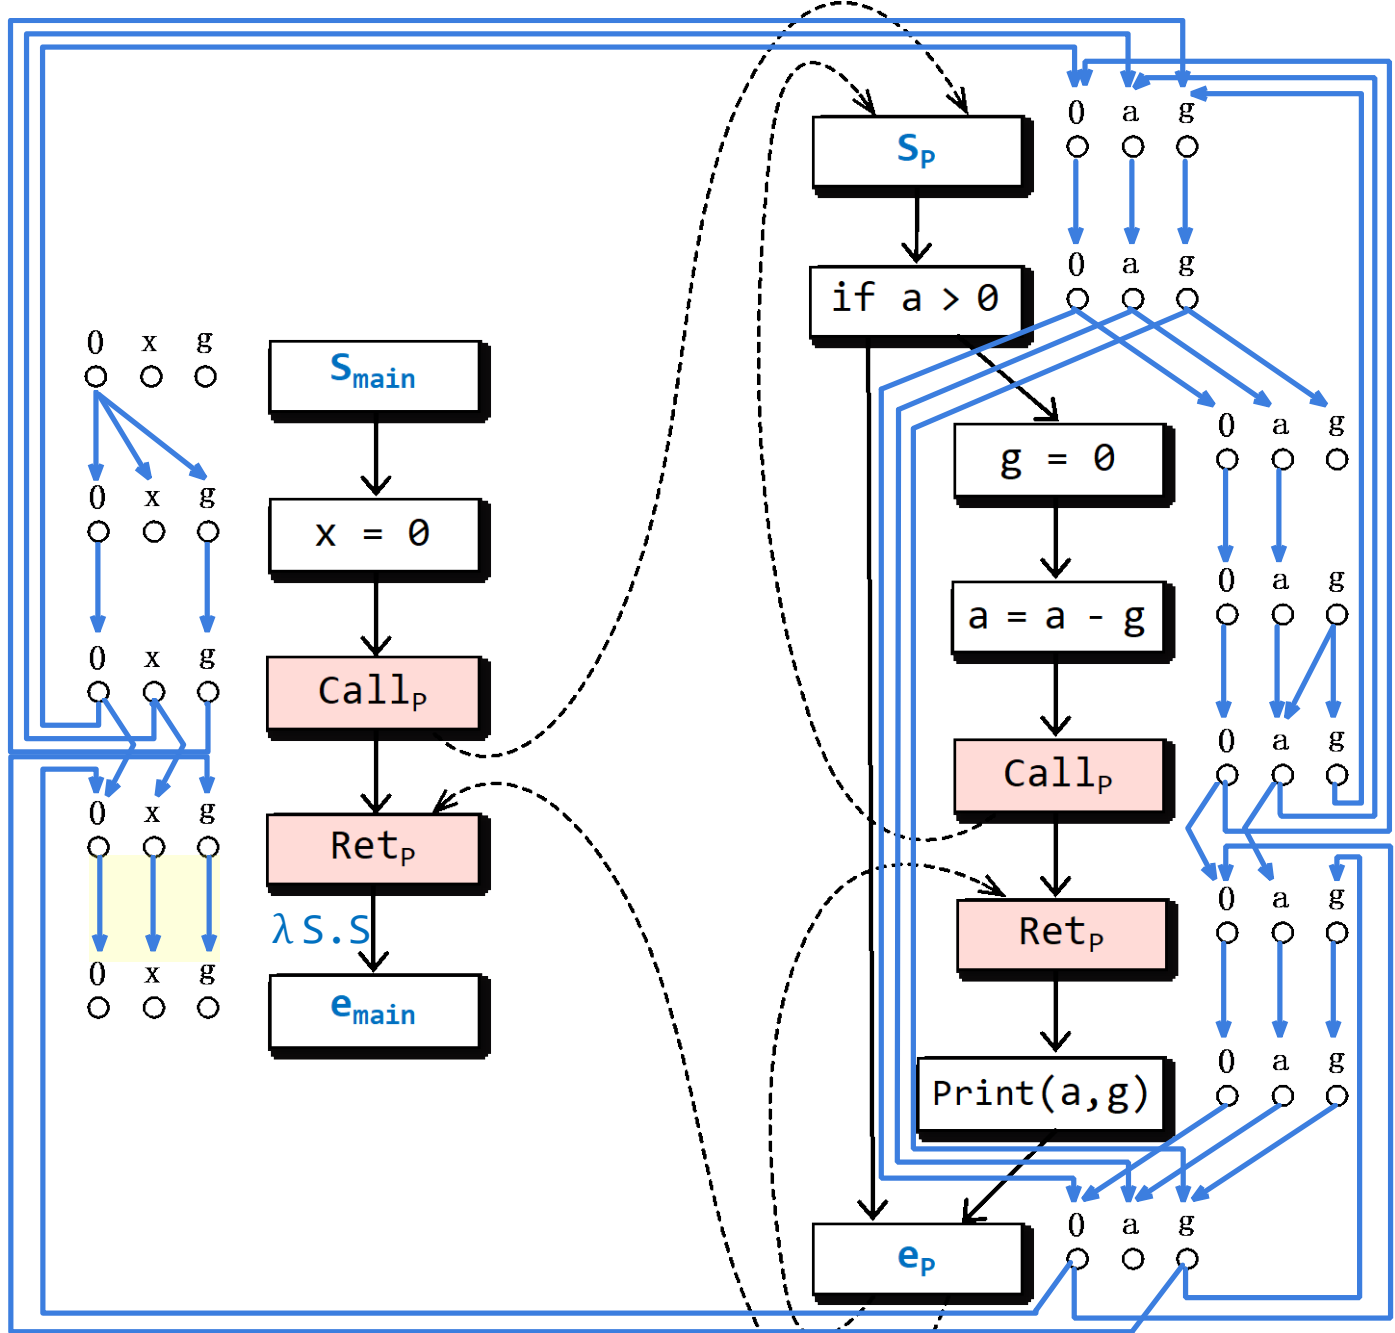 0 a g
S_P
0 a g
if a > 0
0 x g
S_main
0 a g
g = 0
0 x g
x = 0
0 a g
a = a - g
0 x g
Call_P
0 a g
Call_P
0 x g
Ret_P
0 a g
Ret_P
λ S.S
0 x g
e_main
0 a g
Print(a,g)
0 a g
e_P